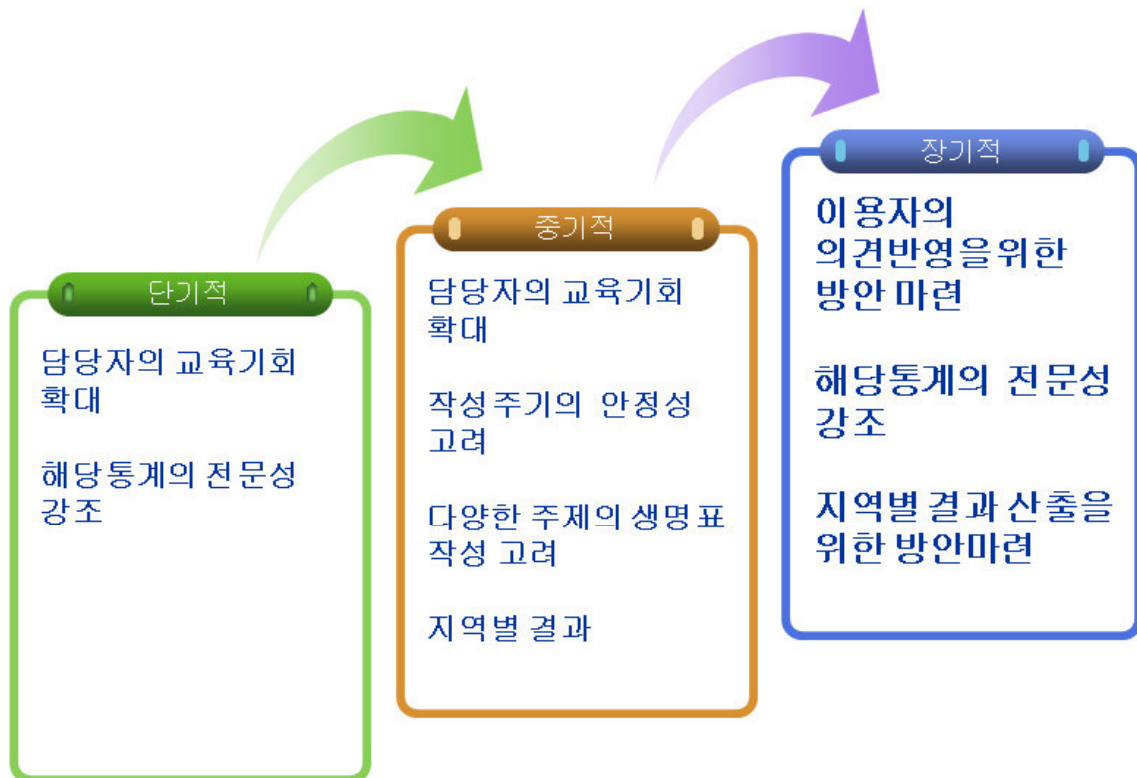 단기적
담당자의 교육기회
확대
해당통계의 전문성
강조
중기적
담당자의 교육기회
확대
작성주기의 안정성
고려
다양한 주제의 생명표
작성 고려
지역별 결과
장기적
이용자의
의견반영을위한
방안 마련
해당통계의 전문성
강조
지역별 결과 산출을
위한 방안마련